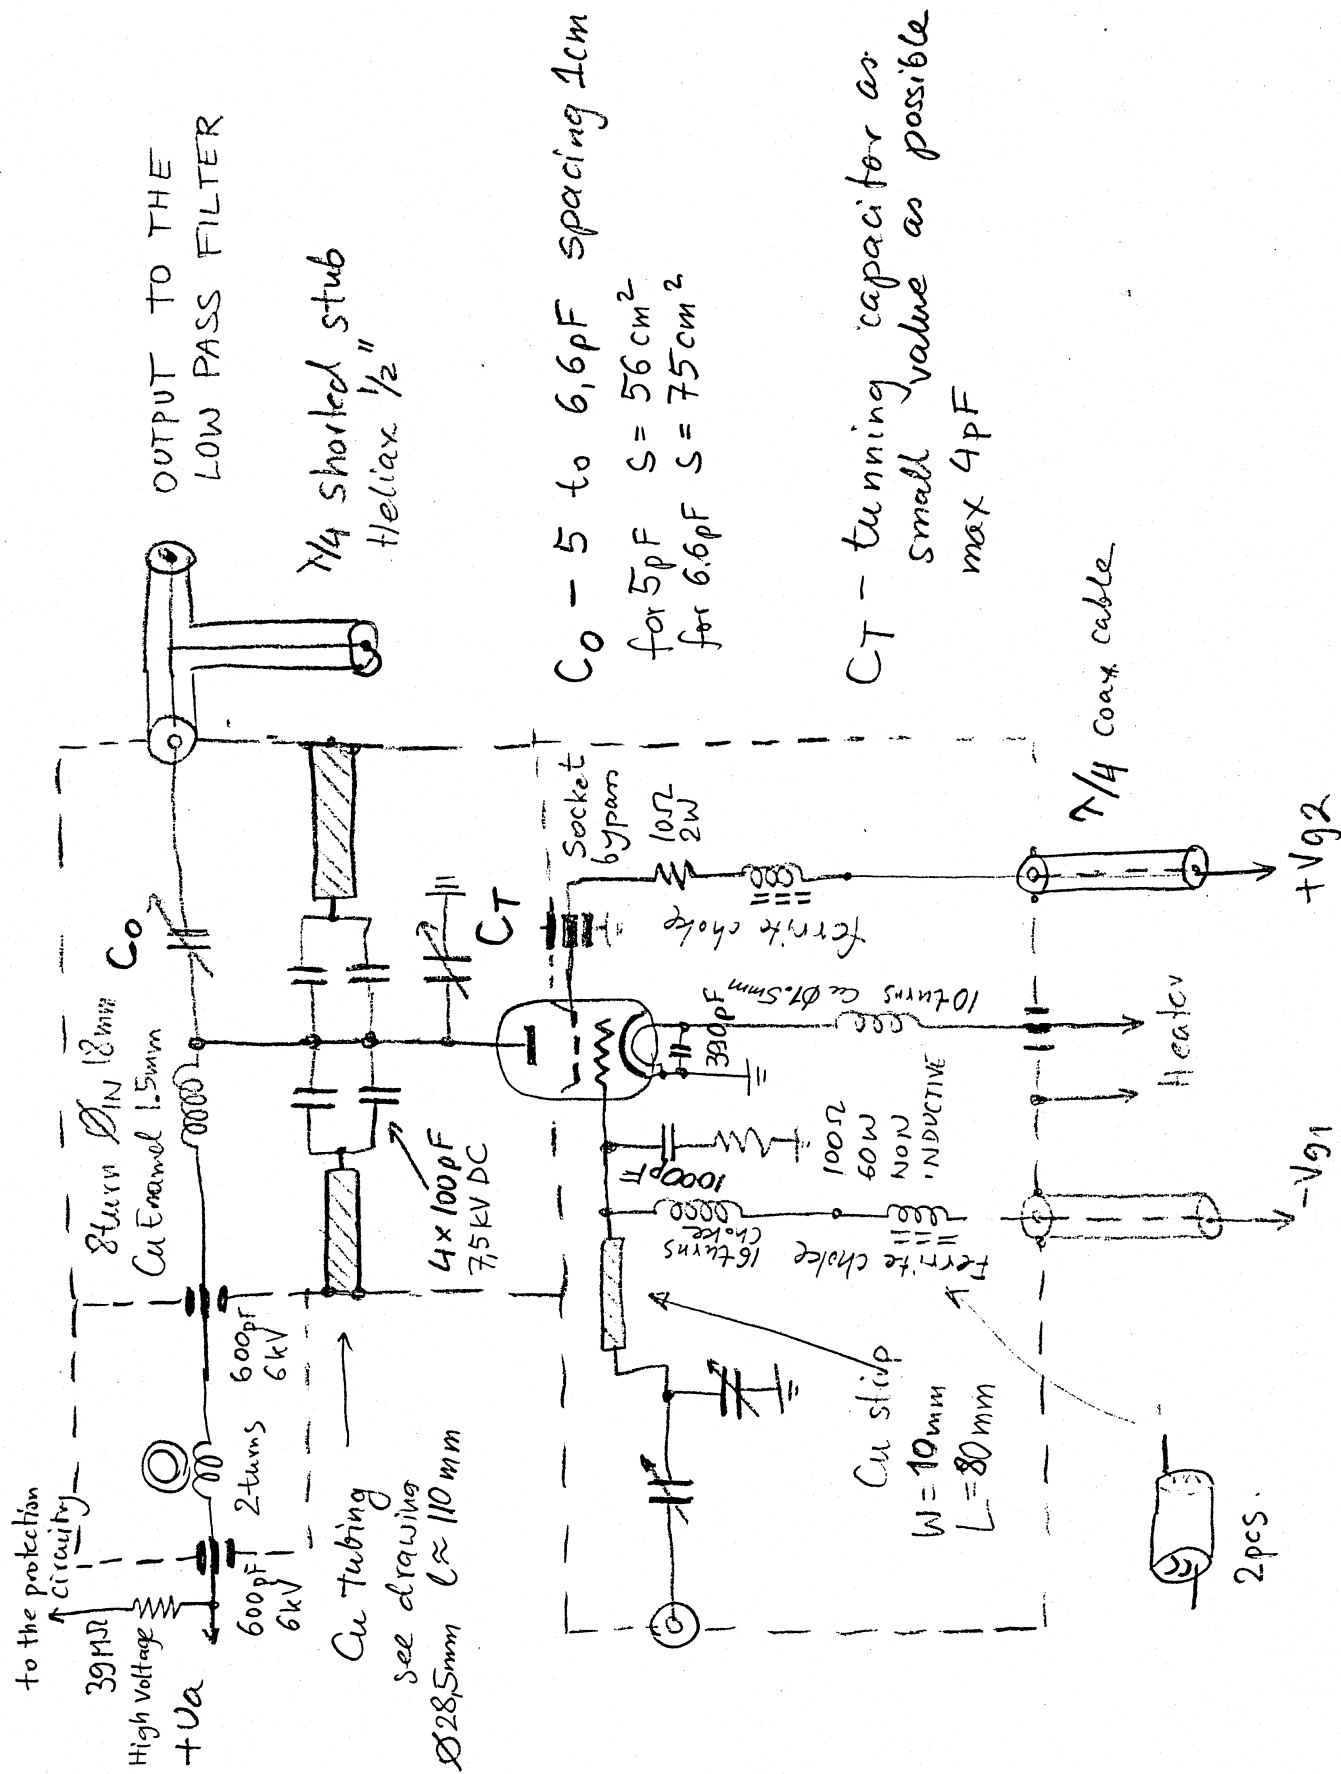 to the protection
circuitry
39MΩ
High Voltage
+Ua
600pF
6kV
2turns
600pF
6kV
8turn ØIN 18mm
Cu Enamel 1.5mm
Co
OUTPUT TO THE
LOW PASS FILTER
λ/4 shorted stub
Heliax 1/2"
Cu tubing
see drawing
Ø28,5mm l≈110mm
4x100pF
7,5kV DC
CT
Co - 5 to 6,6pF spacing 1cm
for 5pF S=56cm²
for 6.6pF S=75cm²
CT - tunning capacitor as
small value as possible
max 4pF
Socket
bypass
10Ω
2W
ferrite choke
390pF
10turns Cu Ø1.5mm
1000pF
100Ω
60W
NON
INDUCTIVE
16turns
choke
Ferrite choke
Cu strip
W=10mm
L=80mm
2pcs.
-Vg1
Heater
λ/4 coax cable
+Vg2